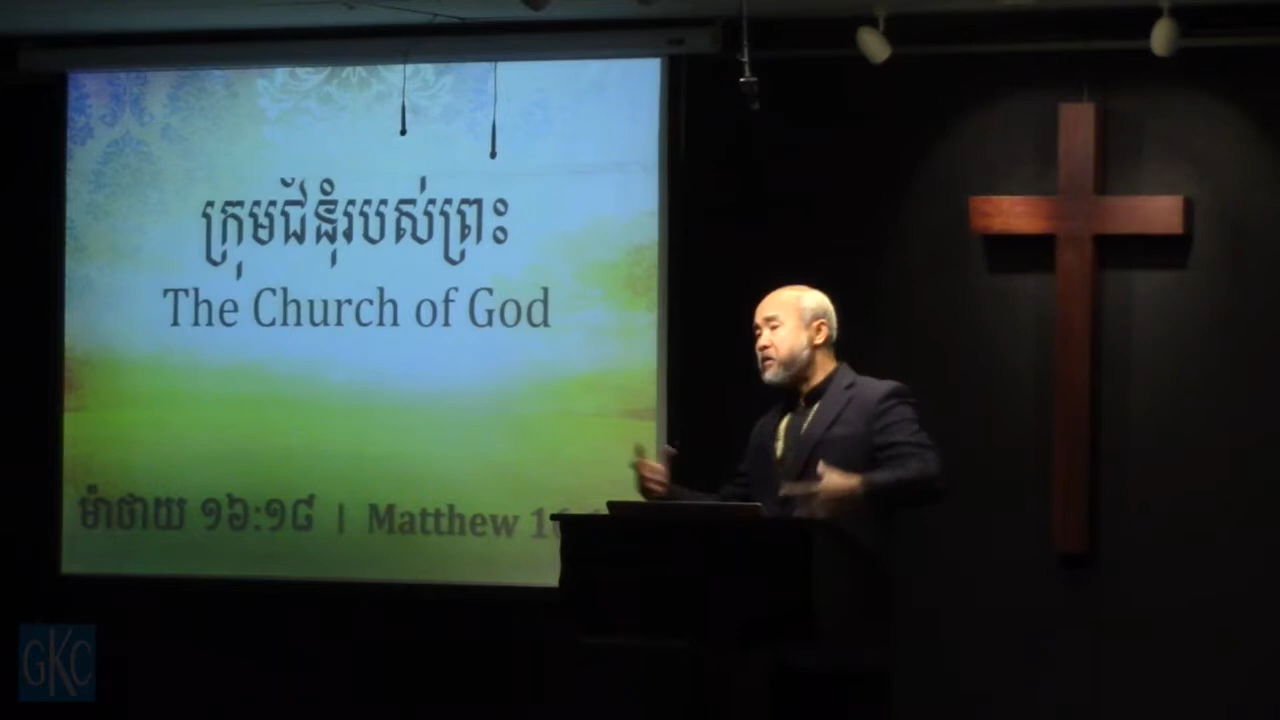 ក្រុមជំនុំរបស់ព្រះ
The Church of God
ម៉ាថាយ ១៦:១៨ | Matthew
GKC